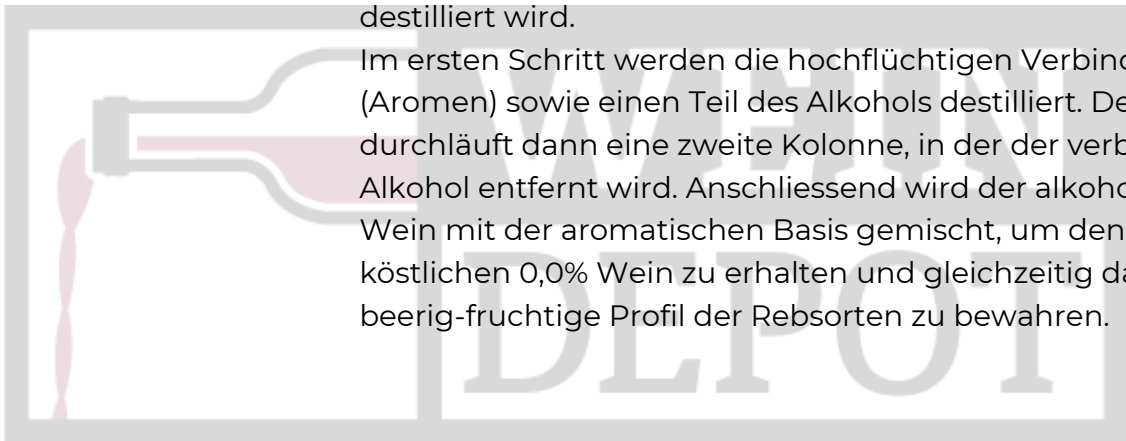 destilliert wird.
Im ersten Schritt werden die hochflüchtigen
(Aromen) sowie einen Teil des Alkohols destilliert.
durchläuft dann eine zweite Kolonne, in der der
Alkohol entfernt wird. Anschliessend wird der
Wein mit der aromatischen Basis gemischt, um den
köstlichen 0,0% Wein zu erhalten und gleichzeitig
beerig-fruchtige Profil der Rebsorten zu bewahren.
WEIN
DEPOT